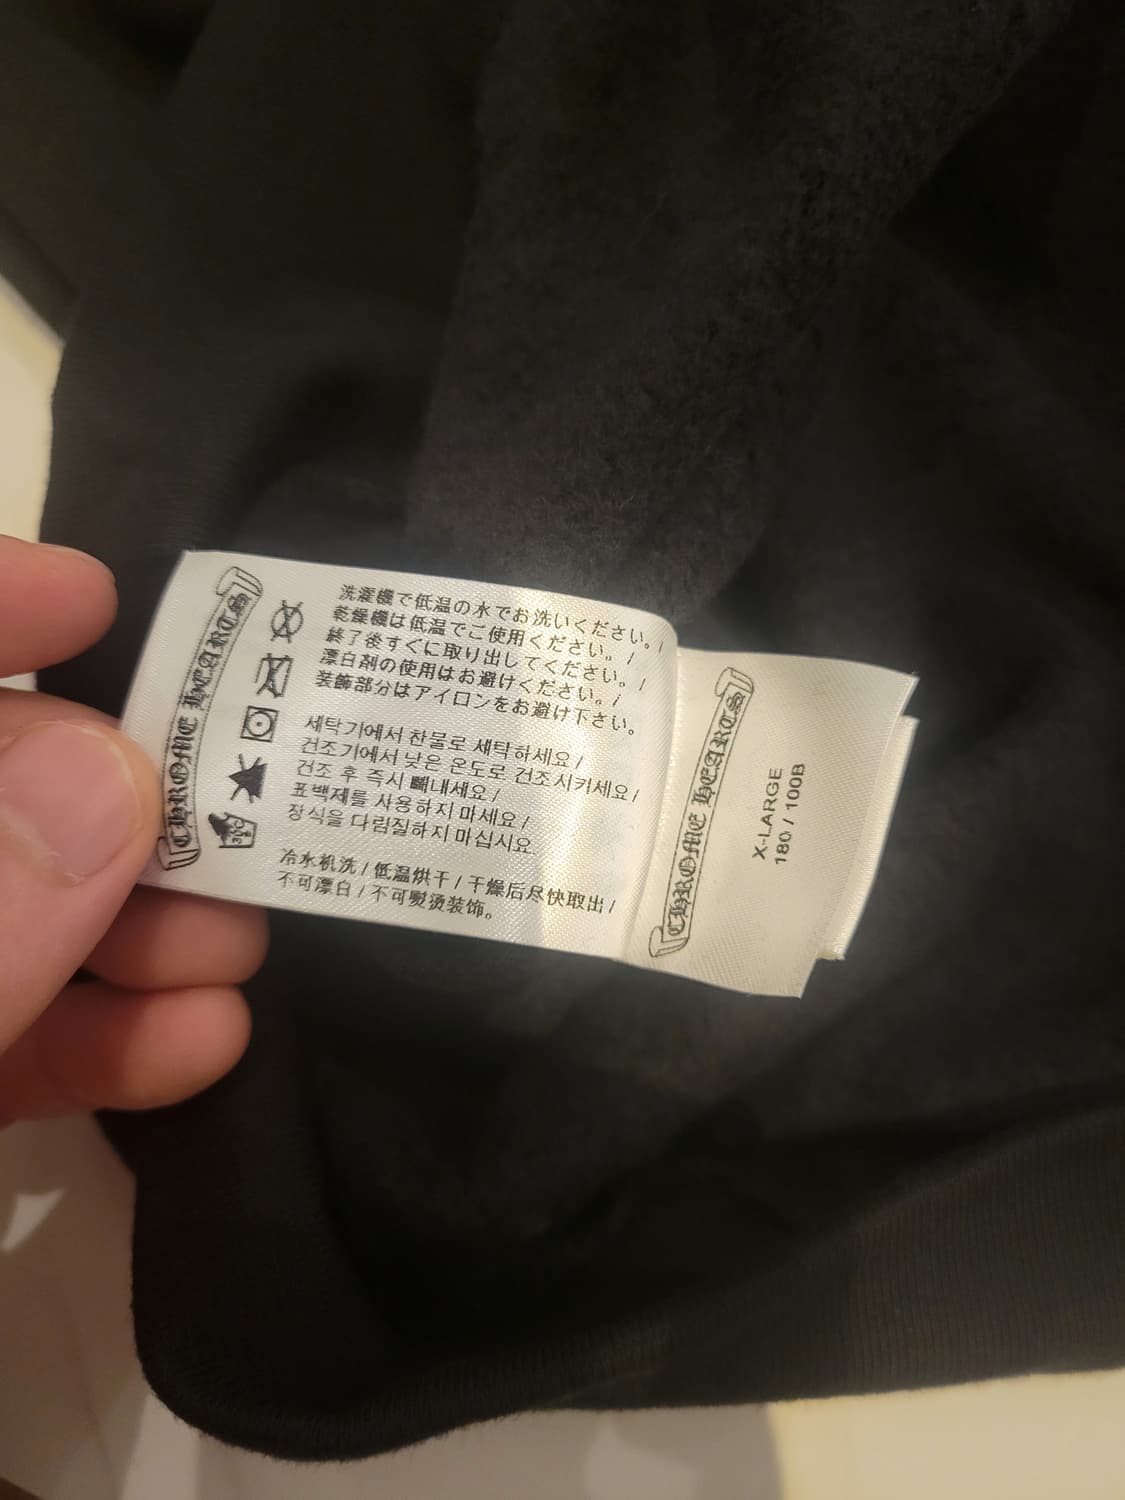 CHROME HEARTS
洗濯機で低温の水でお洗いください。/
乾燥機は低温でご使用ください。/
終了後すぐに取り出してください。/
漂白剤の使用はお避けください。/
装飾部分はアイロンをお避け下さい。
세탁기에서 찬물로 세탁하세요 /
건조기에서 낮은 온도로 건조시키세요 /
건조 후 즉시 빼내세요 /
표백제를 사용하지 마세요 /
장식을 다림질하지 마십시요.
冷水机洗 / 低温烘干 / 干燥后尽快取出 /
不可漂白 / 不可熨烫装饰。
30C
CHROME HEARTS
X-LARGE
180 / 100B